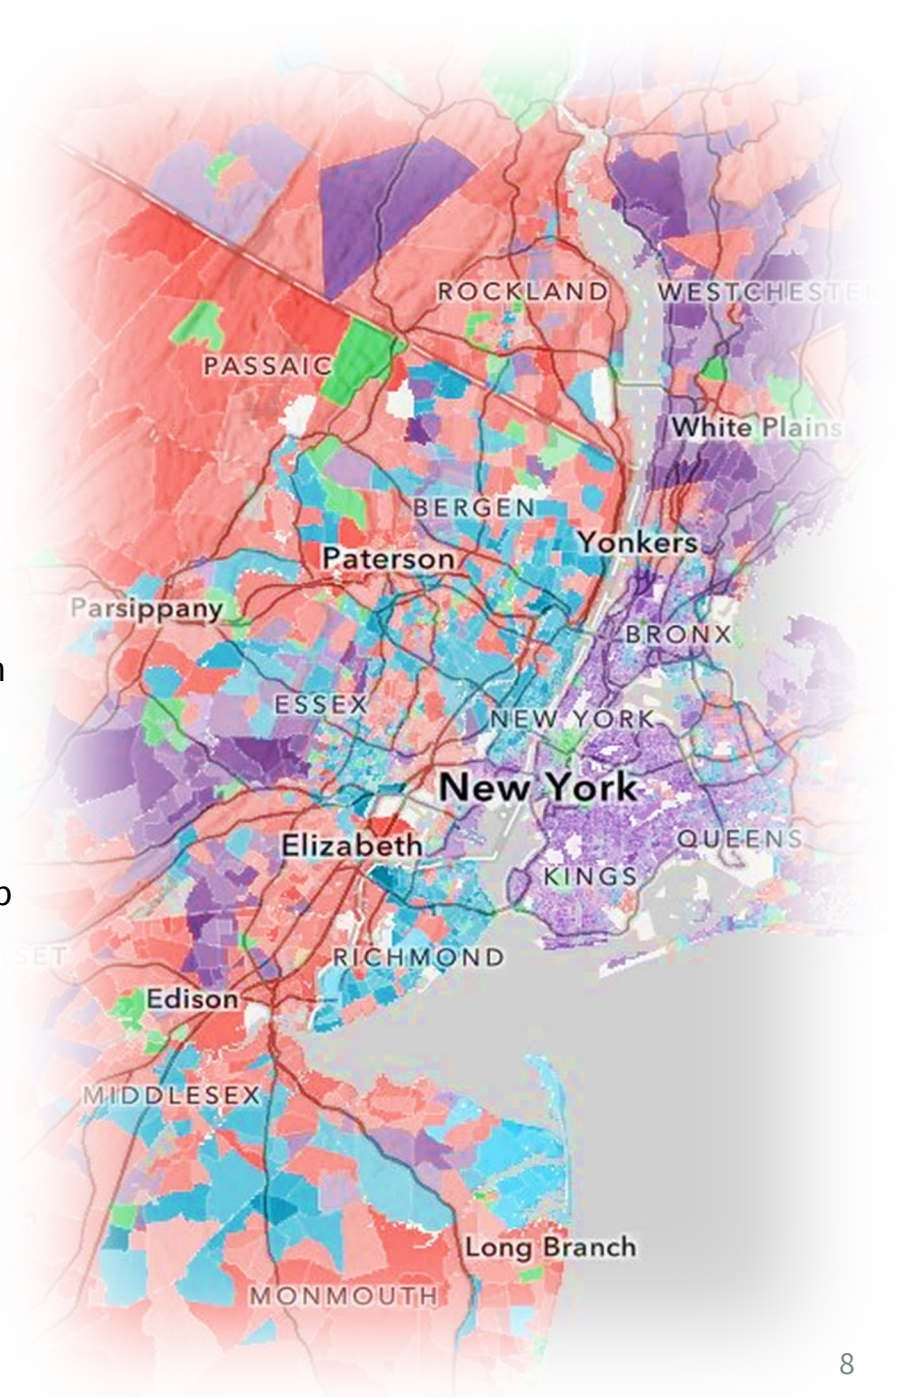 ROCKLAND
WESTCHESTER
PASSAIC
White Plains
BERGEN
Yonkers
Paterson
Parsippany
BRONX
n
ESSEX
NEW YORK
New York
QUEENS
Elizabeth
KINGS
p
SET
RICHMOND
Edison
MIDDLESEX
Long Branch
MONMOUTH
8